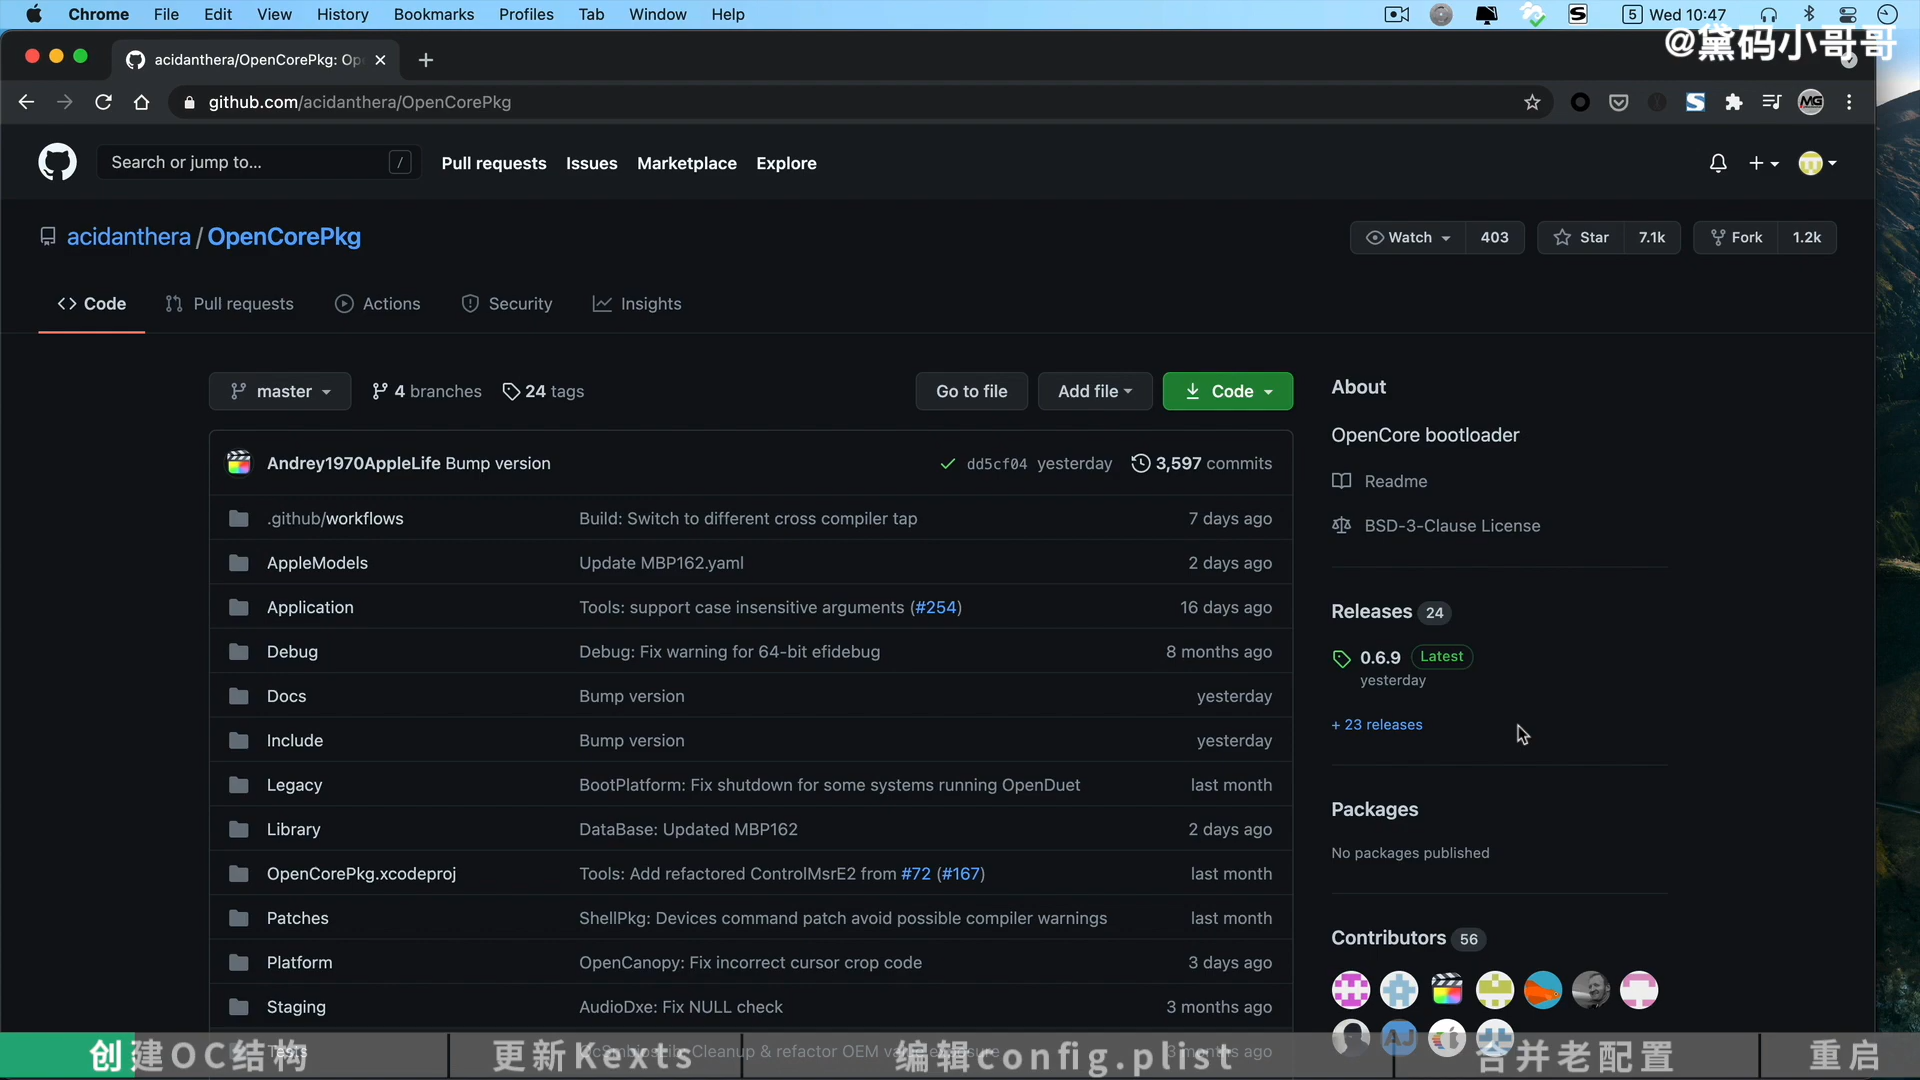 Chrome File Edit View History Bookmarks Profiles Tab Window Help
5 Wed 10:47
@黛码小哥哥
acidanthera/OpenCorePkg: Op
github.com/acidanthera/OpenCorePkg
Search or jump to... /
Pull requests Issues Marketplace Explore
acidanthera / OpenCorePkg
Watch 403 Star 7.1k Fork 1.2k
Code Pull requests Actions Security Insights
master 4 branches 24 tags Go to file Add file Code
Andrey1970AppleLife Bump version dd5cf04 yesterday 3,597 commits
.github/workflows Build: Switch to different cross compiler tap 7 days ago
AppleModels Update MBP162.yaml 2 days ago
Application Tools: support case insensitive arguments (#254) 16 days ago
Debug Debug: Fix warning for 64-bit efidebug 8 months ago
Docs Bump version yesterday
Include Bump version yesterday
Legacy BootPlatform: Fix shutdown for some systems running OpenDuet last month
Library DataBase: Updated MBP162 2 days ago
OpenCorePkg.xcodeproj Tools: Add refactored ControlMsrE2 from #72 (#167) last month
Patches ShellPkg: Devices command patch avoid possible compiler warnings last month
Platform OpenCanopy: Fix incorrect cursor crop code 3 days ago
Staging AudioDxe: Fix NULL check 3 months ago
About
OpenCore bootloader
Readme
BSD-3-Clause License
Releases 24
0.6.9 Latest
yesterday
+ 23 releases
Packages
No packages published
Contributors 56
AJ
创建OC结构 更新Kexts 编辑config.plist 合并老配置 重启